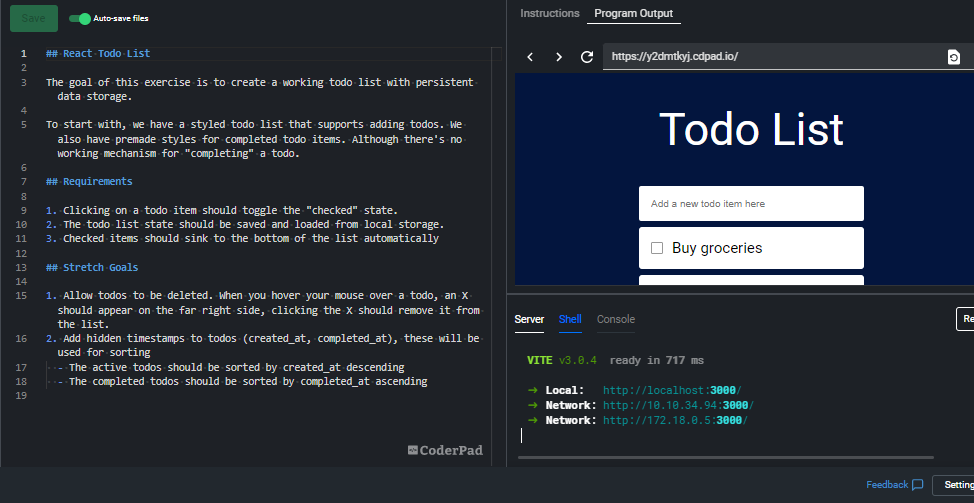 Save
Auto-save files
1 ## React Todo List
2
3 The goal of this exercise is to create a working todo list with persistent
data storage.
4
5 To start with, we have a styled todo list that supports adding todos. We
also have premade styles for completed todo items. Although there's no
working mechanism for "completing" a todo.
6
7 ## Requirements
8
9 1. Clicking on a todo item should toggle the "checked" state.
10 2. The todo list state should be saved and loaded from local storage.
11 3. Checked items should sink to the bottom of the list automatically
12
13 ## Stretch Goals
14
15 1. Allow todos to be deleted. When you hover your mouse over a todo, an X
should appear on the far right side, clicking the X should remove it from
the list.
16 2. Add hidden timestamps to todos (created_at, completed_at), these will be
used for sorting
17 - The active todos should be sorted by created_at descending
18 - The completed todos should be sorted by completed_at ascending
19
CoderPad
Instructions Program Output
https://y2dmtkyj.cdpad.io/
Todo List
Add a new todo item here
Buy groceries
Server Shell Console
Re
VITE v3.0.4 ready in 717 ms
➜ Local: http://localhost:3000/
➜ Network: http://10.10.34.94:3000/
➜ Network: http://172.18.0.5:3000/
Feedback
Setting